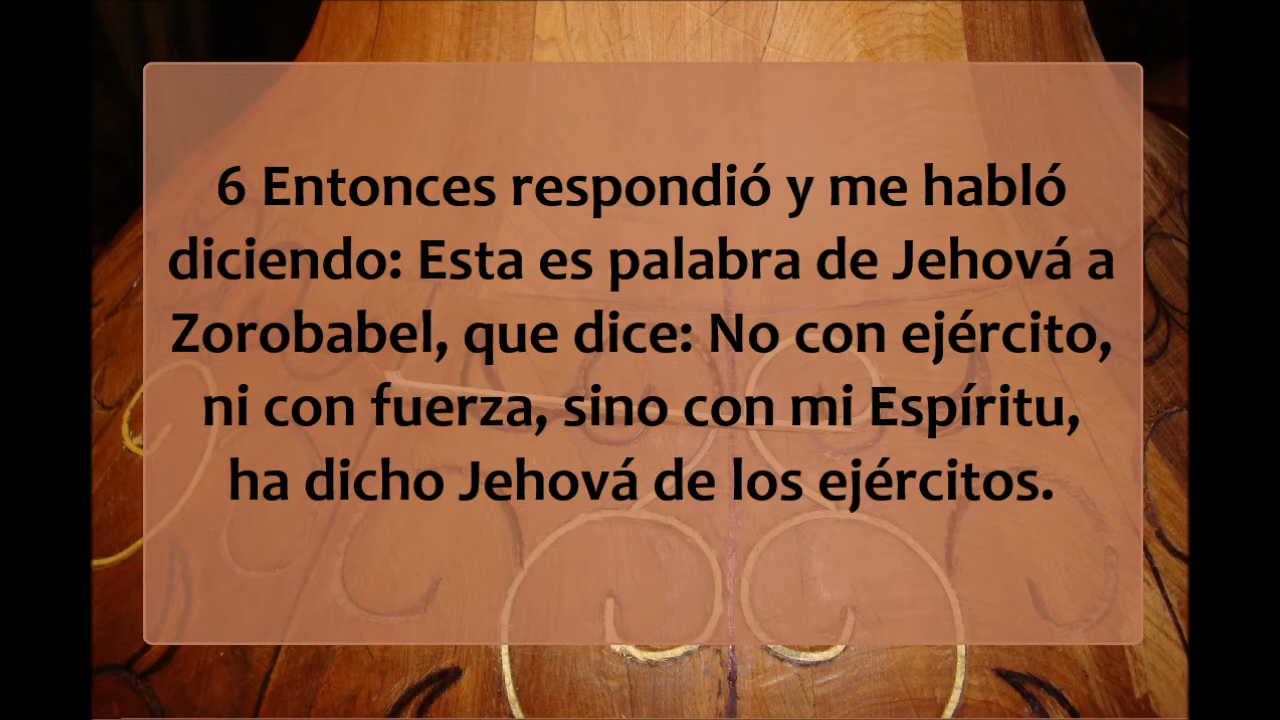 6 Entonces respondió y me habló
diciendo: Esta es palabra de Jehová a
Zorobabel, que dice: No con ejército,
ni con fuerza, sino con mi Espíritu,
ha dicho Jehová de los ejércitos.